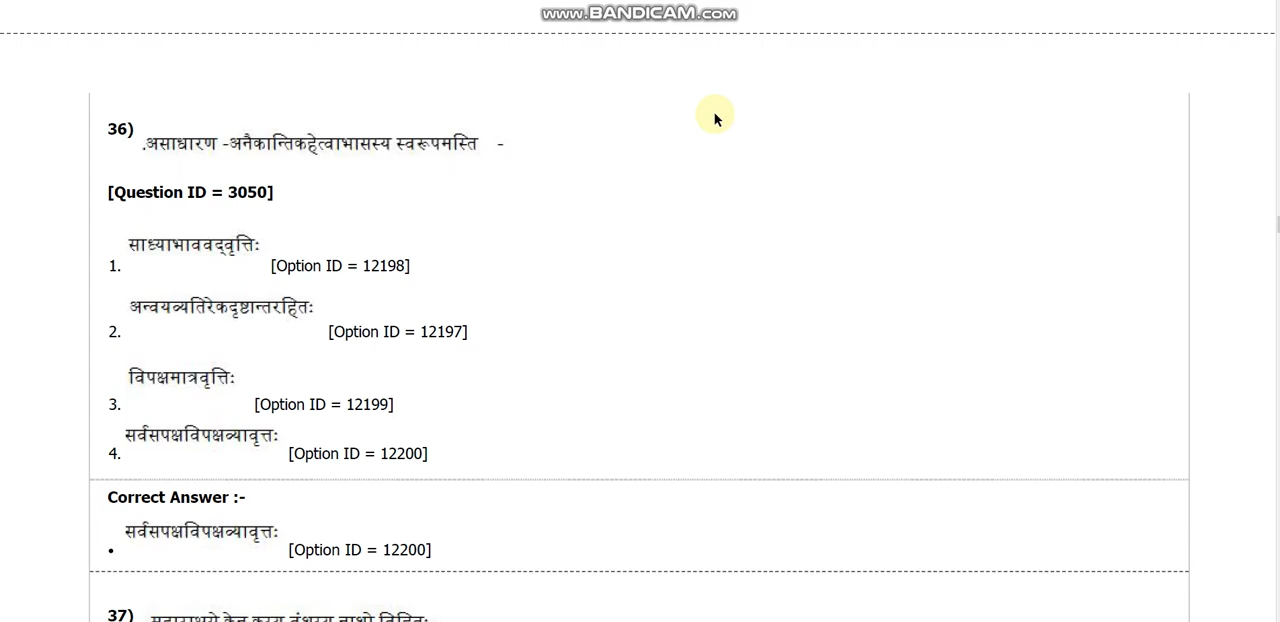 www.BANDICAM.com
36) .असाधारण -अनैकान्तिकहेत्वाभासस्य स्वरूपमस्ति -
[Question ID = 3050]
साध्याभाववद्वृत्तिः
1. [Option ID = 12198]
अन्वयव्यतिरेकदृष्टान्तरहितः
2. [Option ID = 12197]
विपक्षमात्रवृत्तिः
3. [Option ID = 12199]
सर्वसपक्षविपक्षव्यावृत्तः
4. [Option ID = 12200]
Correct Answer :-
सर्वसपक्षविपक्षव्यावृत्तः
• [Option ID = 12200]
37)